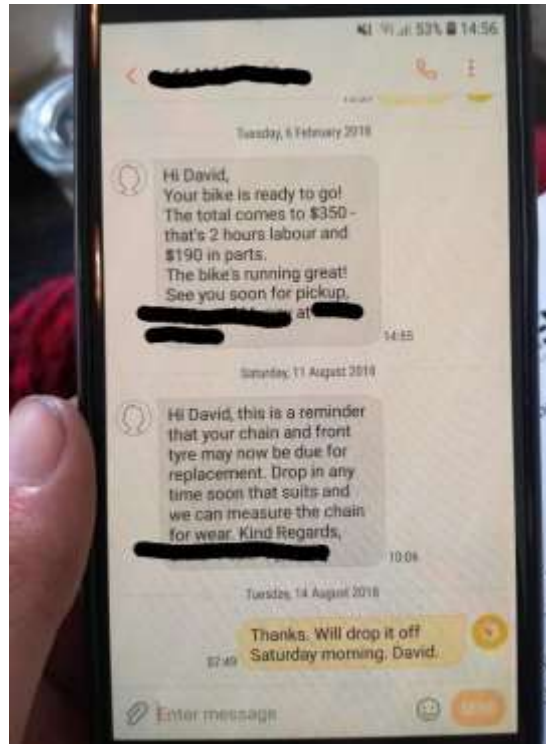 53% 14:56
Tuesday, 6 February 2018
Hi David,
Your bike is ready to go!
The total comes to $350 -
that's 2 hours labour and
$190 in parts.
The bike's running great!
See you soon for pickup,
at
14:55
Saturday, 11 August 2018
Hi David, this is a reminder
that your chain and front
tyre may now be due for
replacement. Drop in any
time soon that suits and
we can measure the chain
for wear. Kind Regards,
10:06
Tuesday, 14 August 2018
Thanks. Will drop it off
07:49 Saturday morning. David.
Enter message
SEND